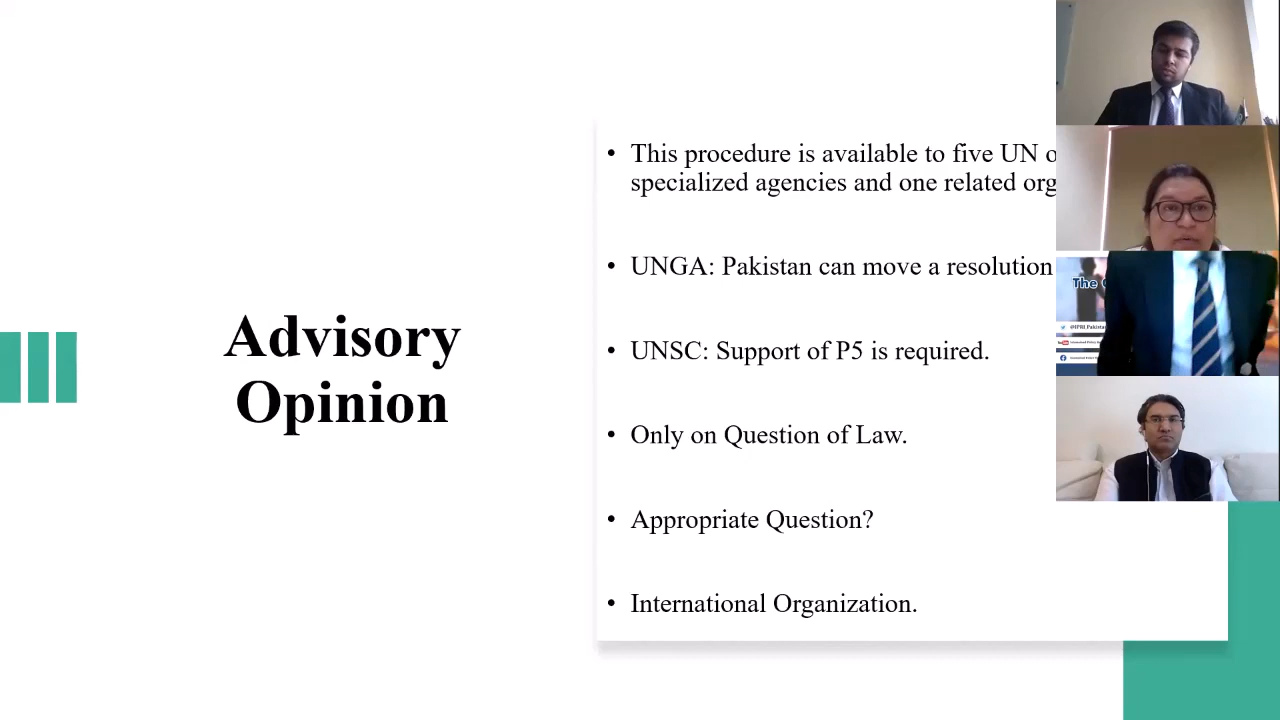 Advisory
Opinion
• This procedure is available to five UN
specialized agencies and one related
• UNGA: Pakistan can move a resolution
• UNSC: Support of P5 is required.
• Only on Question of Law.
• Appropriate Question?
• International Organization.
The